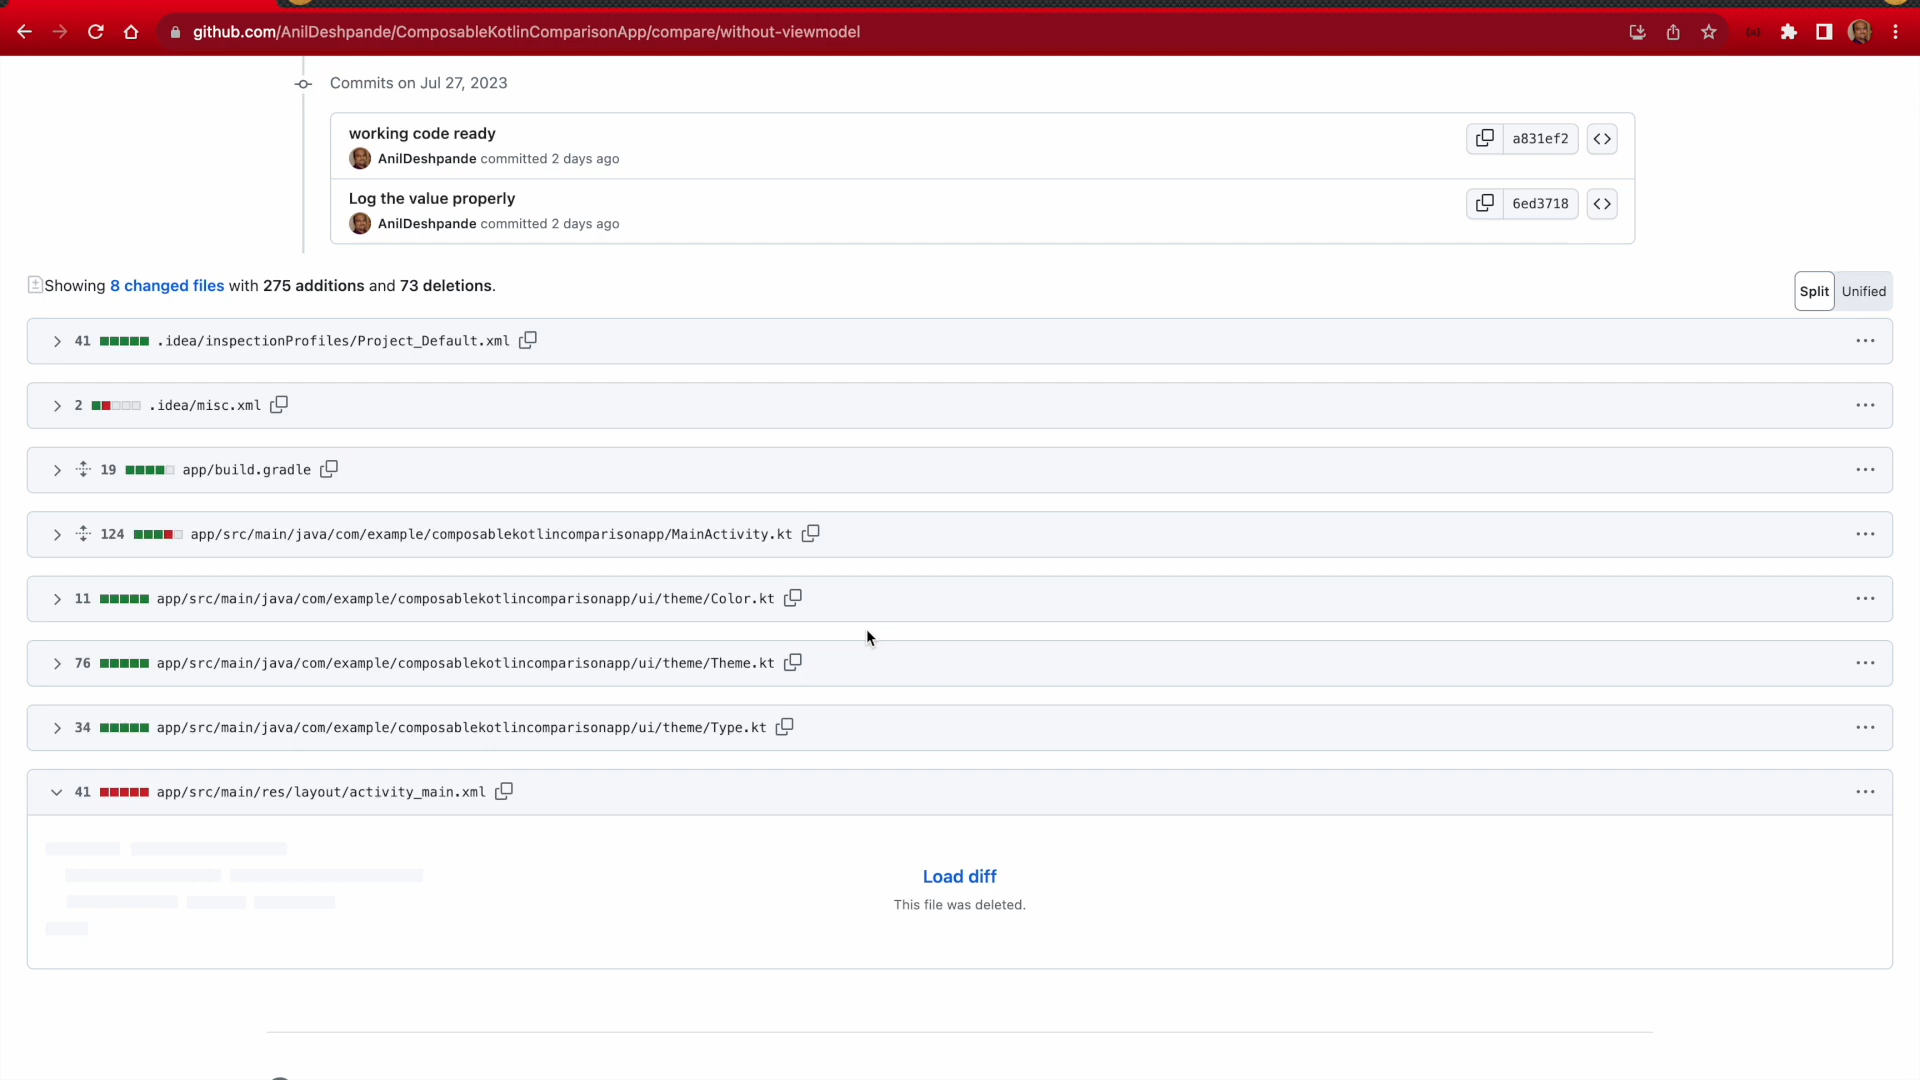 github.com/AnilDeshpande/ComposableKotlinComparisonApp/compare/without-viewmodel
Commits on Jul 27, 2023
working code ready
a831ef2
AnilDeshpande committed 2 days ago
Log the value properly
6ed3718
AnilDeshpande committed 2 days ago
Showing 8 changed files with 275 additions and 73 deletions.
Split Unified
41 .idea/inspectionProfiles/Project_Default.xml
2 .idea/misc.xml
19 app/build.gradle
124 app/src/main/java/com/example/composablekotlincomparisonapp/MainActivity.kt
11 app/src/main/java/com/example/composablekotlincomparisonapp/ui/theme/Color.kt
76 app/src/main/java/com/example/composablekotlincomparisonapp/ui/theme/Theme.kt
34 app/src/main/java/com/example/composablekotlincomparisonapp/ui/theme/Type.kt
41 app/src/main/res/layout/activity_main.xml
Load diff
This file was deleted.